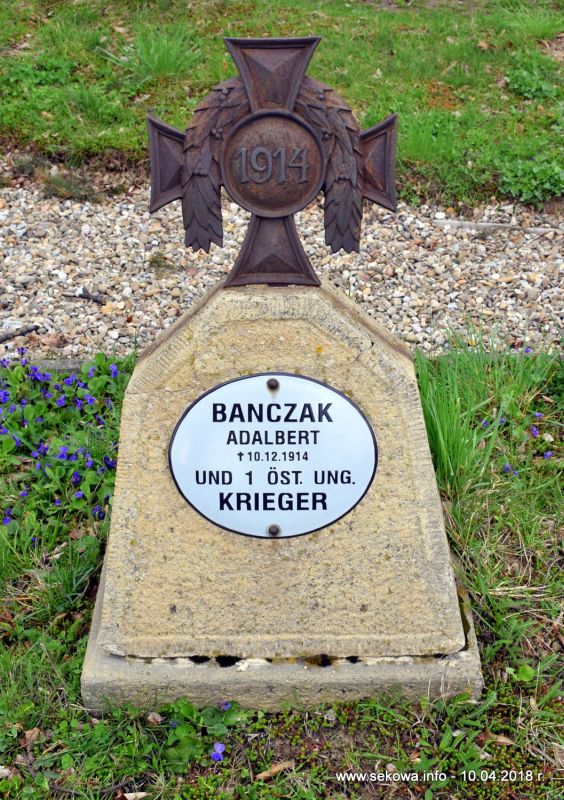 1914
BANCZAK
ADALBERT
✝10.12.1914
UND 1 ÖST. UNG.
KRIEGER
www.sekowa.info - 10.04.2018 r.